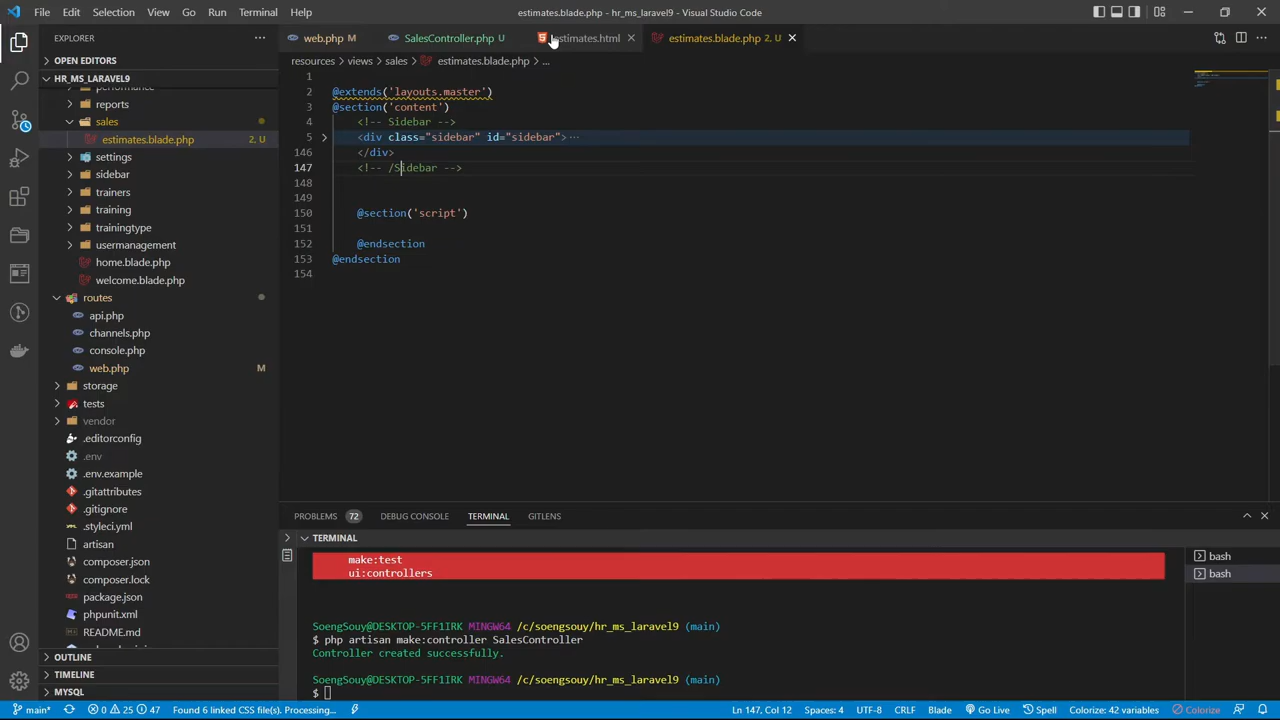 File Edit Selection View Go Run Terminal Help
estimates.blade.php - hr_ms_laravel9 - Visual Studio Code
EXPLORER
web.php M
SalesController.php U
estimates.html
estimates.blade.php 2, U
OPEN EDITORS
HR_MS_LARAVEL9
reports
sales
estimates.blade.php 2, U
settings
sidebar
trainers
training
trainingtype
usermanagement
home.blade.php
welcome.blade.php
routes
api.php
channels.php
console.php
web.php M
storage
tests
vendor
.editorconfig
.env
.env.example
.gitattributes
.gitignore
.styleci.yml
artisan
composer.json
composer.lock
package.json
phpunit.xml
README.md
OUTLINE
TIMELINE
MYSQL
resources > views > sales > estimates.blade.php > ...
1
2 @extends('layouts.master')
3 @section('content')
4 <!-- Sidebar -->
5 <div class="sidebar" id="sidebar">···
146 </div>
147 <!-- /Sidebar -->
148
149
150 @section('script')
151
152 @endsection
153 @endsection
154
PROBLEMS 72 DEBUG CONSOLE TERMINAL GITLENS
TERMINAL
make:test
ui:controllers
SoengSouy@DESKTOP-5FF1IRK MINGW64 /c/soengsouy/hr_ms_laravel9 (main)
$ php artisan make:controller SalesController
Controller created successfully.
SoengSouy@DESKTOP-5FF1IRK MINGW64 /c/soengsouy/hr_ms_laravel9 (main)
$
bash
bash
main* 0 25 47 Found 6 linked CSS file(s). Processing... Ln 147, Col 12 Spaces: 4 UTF-8 CRLF Blade Go Live Spell Colorize: 42 variables Colorize